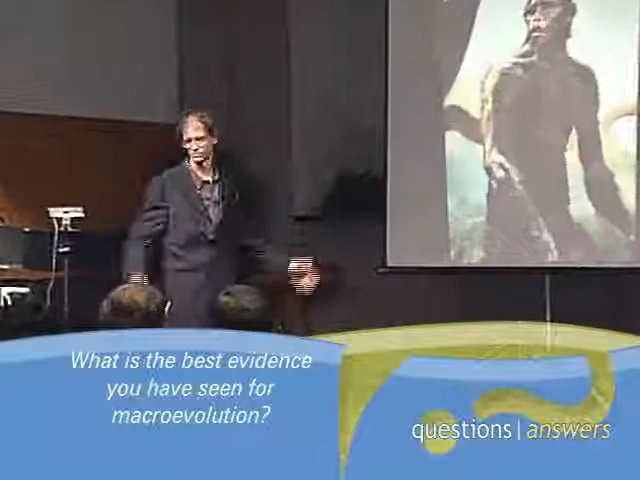 What is the best evidence
you have seen for
macroevolution?
questions | answers